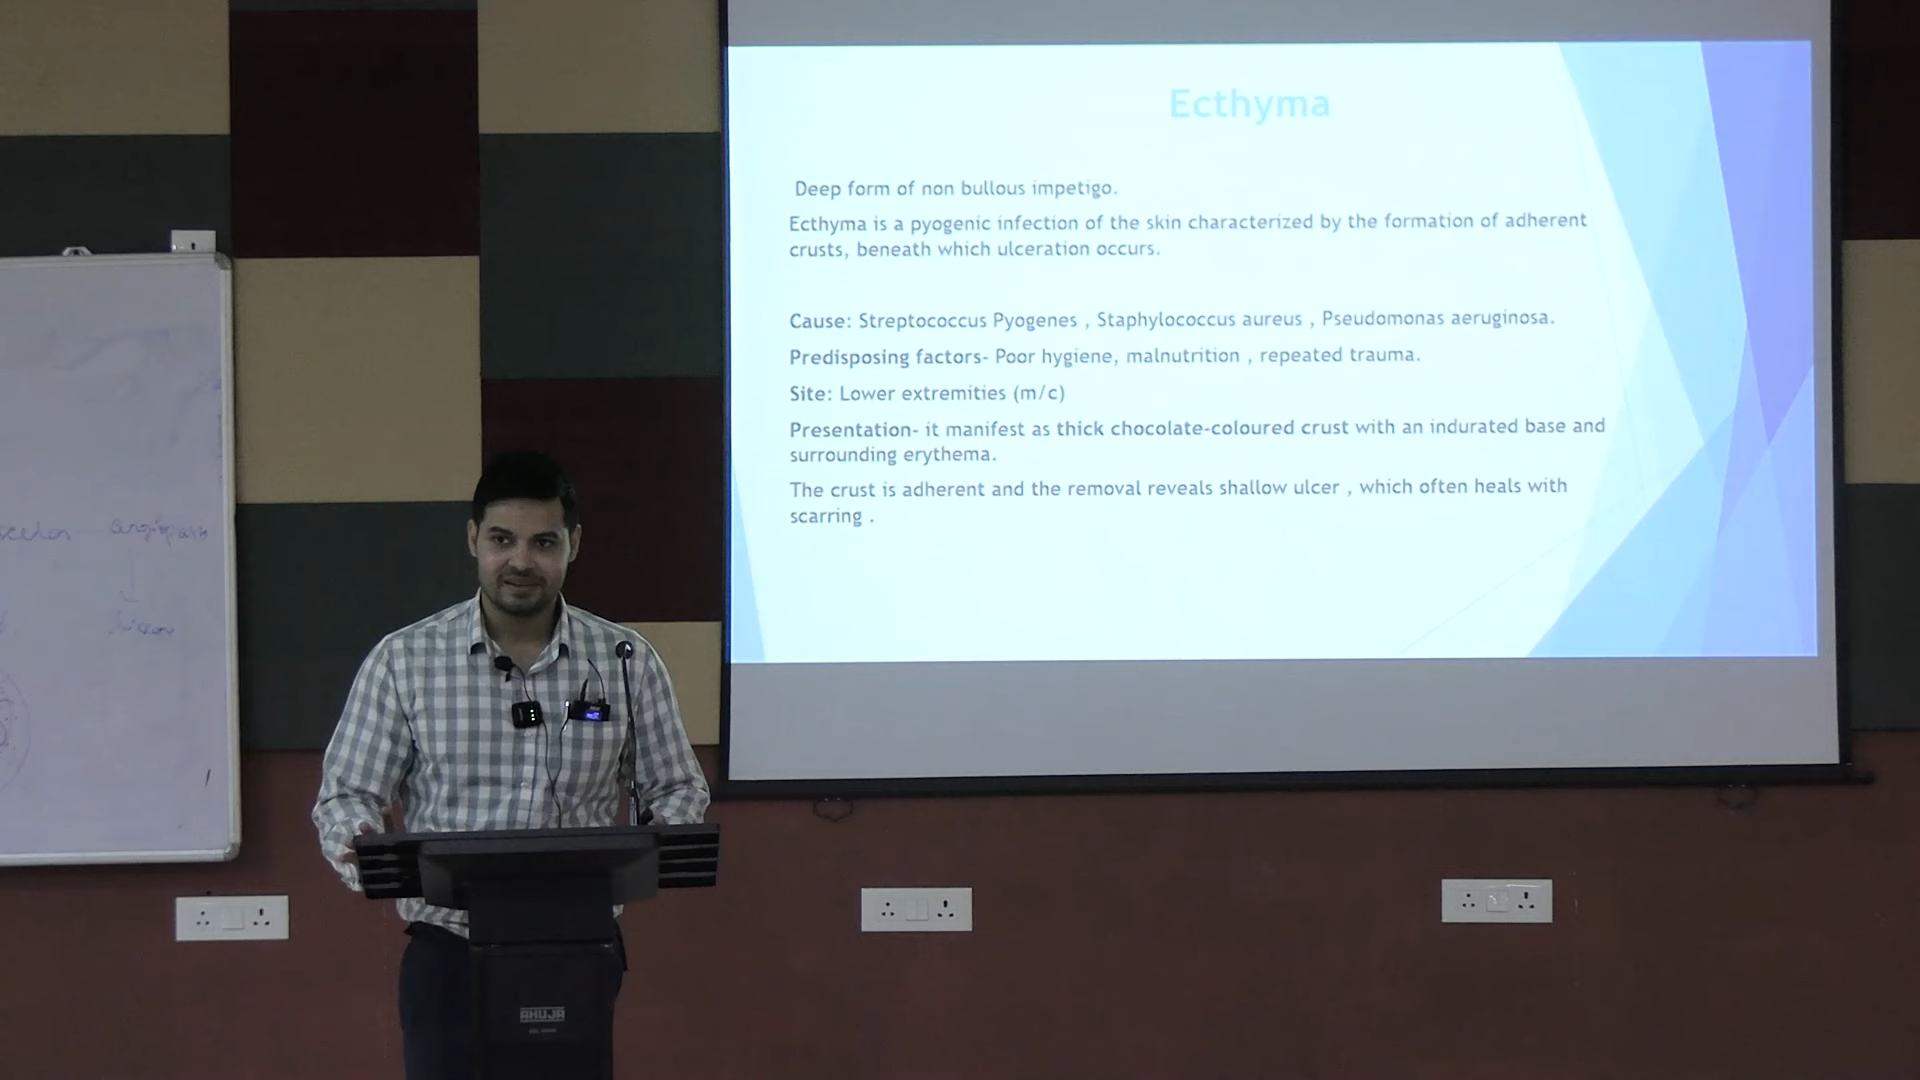 Ecthyma
Deep form of non bullous impetigo.
Ecthyma is a pyogenic infection of the skin characterized by the formation of adherent
crusts, beneath which ulceration occurs.
Cause: Streptococcus Pyogenes , Staphylococcus aureus , Pseudomonas aeruginosa.
Predisposing factors- Poor hygiene, malnutrition , repeated trauma.
Site: Lower extremities (m/c)
Presentation- it manifest as thick chocolate-coloured crust with an indurated base and
surrounding erythema.
The crust is adherent and the removal reveals shallow ulcer , which often heals with
scarring .
AHUJA